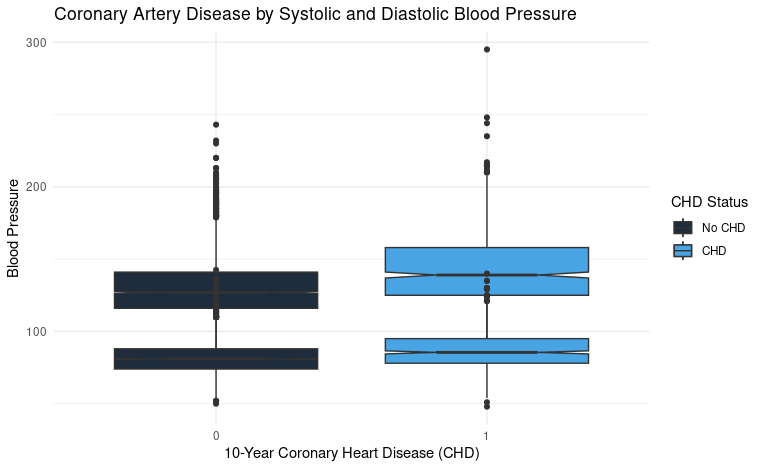 Coronary Artery Disease by Systolic and Diastolic Blood Pressure
300
200
100
Blood Pressure
0
1
10-Year Coronary Heart Disease (CHD)
CHD Status
No CHD
CHD